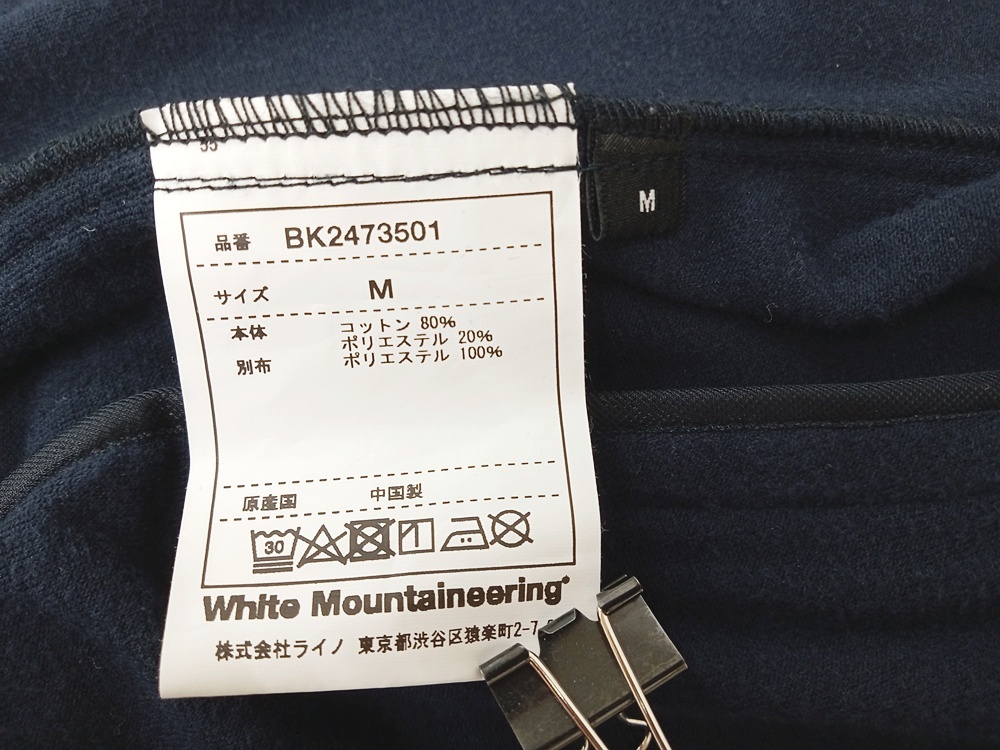 M
品番 BK2473501
サイズ M
本体 コットン 80%
ポリエステル 20%
別布 ポリエステル 100%
原産国 中国製
30
White Mountaineering
株式会社ライノ 東京都渋谷区猿楽町2-7